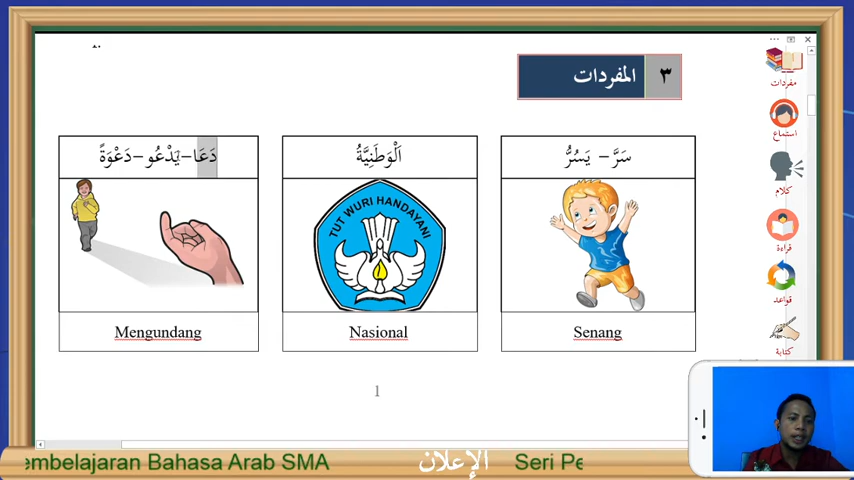 ٣ المفردات
سَرَّ - يَسُرُّ
اَلْوَطَنِيَّةُ
دَعَا-يَدْعُو-دَعْوَةً
TUT WURI HANDAYANI
Senang
Nasional
Mengundang
1
مفردات
استماع
كلام
قراءة
قواعد
كتابة
embelajaran Bahasa Arab SMA الإعلان Seri Pe